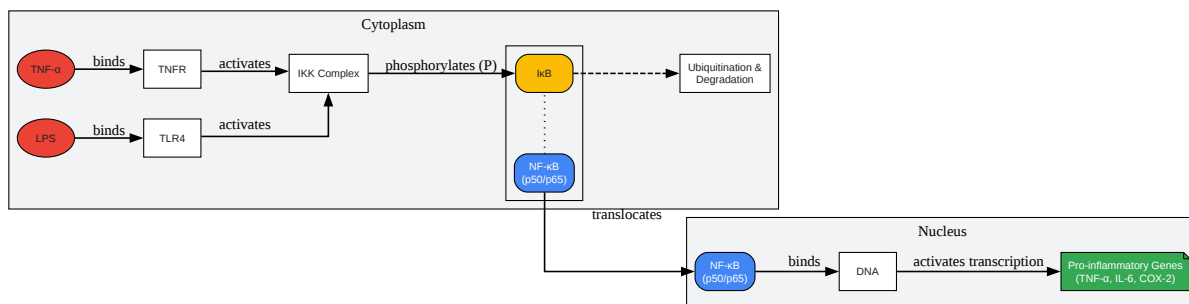 Cytoplasm
TNF-α
binds
TNFR
activates
IKK Complex
phosphorylates (P)
IκB
Ubiquitination &
Degradation
LPS
binds
TLR4
activates
NF-κB
(p50/p65)
translocates
Nucleus
NF-κB
(p50/p65)
binds
DNA
activates transcription
Pro-inflammatory Genes
(TNF-α, IL-6, COX-2)